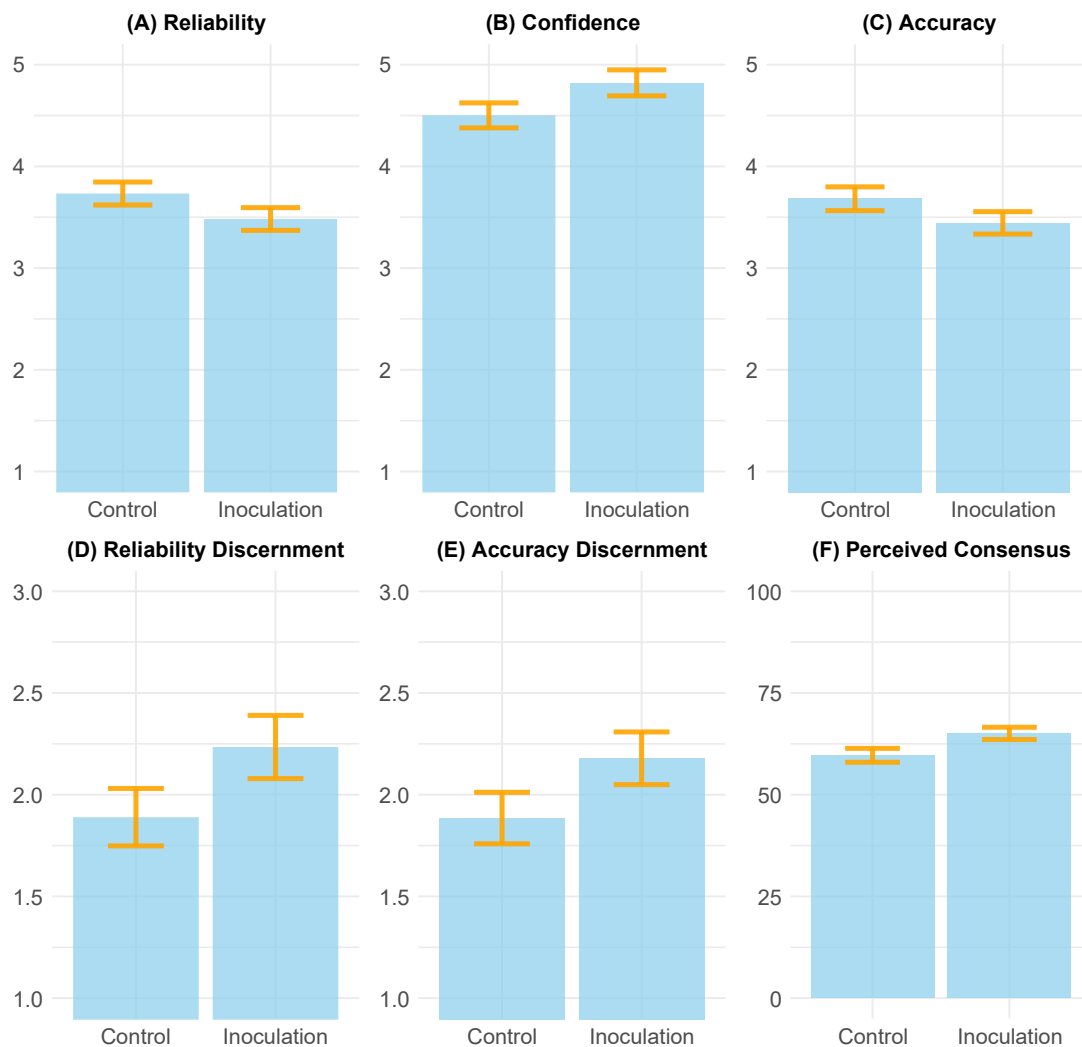 (A) Reliability
5
4
3
2
1
Control Inoculation
(B) Confidence
5
4
3
2
1
Control Inoculation
(C) Accuracy
5
4
3
2
1
Control Inoculation
(D) Reliability Discernment
3.0
2.5
2.0
1.5
1.0
Control Inoculation
(E) Accuracy Discernment
3.0
2.5
2.0
1.5
1.0
Control Inoculation
(F) Perceived Consensus
100
75
50
25
0
Control Inoculation